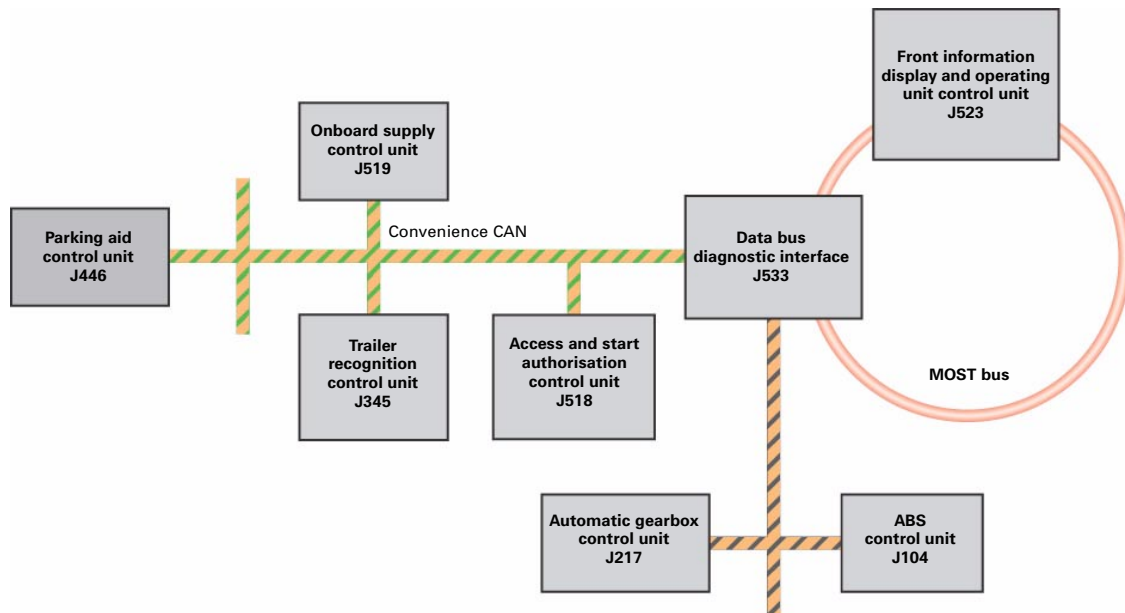 Front information
display and operating
unit control unit
J523
Onboard supply
control unit
J519
Convenience CAN
Parking aid
control unit
J446
Data bus
diagnostic interface
J533
Trailer
recognition
control unit
J345
Access and start
authorisation
control unit
J518
MOST bus
Automatic gearbox
control unit
J217
ABS
control unit
J104